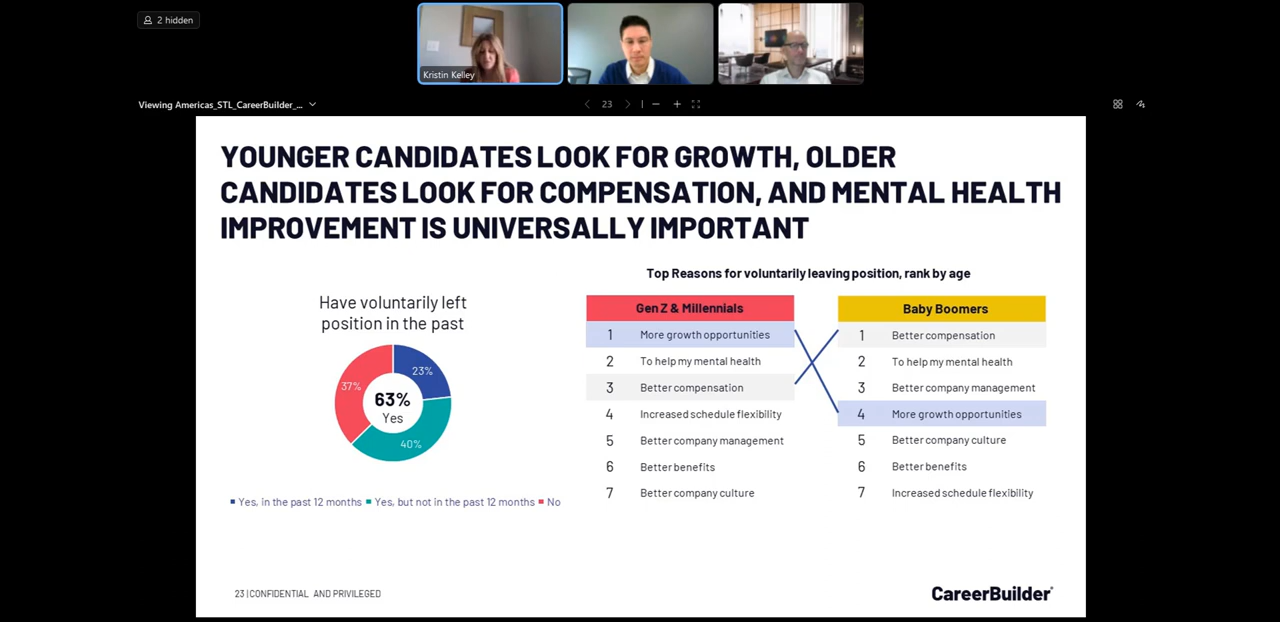 2 hidden
Kristin Kelley
Viewing Americas_STL_CareerBuilder_...
23
YOUNGER CANDIDATES LOOK FOR GROWTH, OLDER
CANDIDATES LOOK FOR COMPENSATION, AND MENTAL HEALTH
IMPROVEMENT IS UNIVERSALLY IMPORTANT
Have voluntarily left
position in the past
23%
37%
63%
Yes
40%
Yes, in the past 12 months Yes, but not in the past 12 months No
Top Reasons for voluntarily leaving position, rank by age
Gen Z & Millennials
1 More growth opportunities
2 To help my mental health
3 Better compensation
4 Increased schedule flexibility
5 Better company management
6 Better benefits
7 Better company culture
Baby Boomers
1 Better compensation
2 To help my mental health
3 Better company management
4 More growth opportunities
5 Better company culture
6 Better benefits
7 Increased schedule flexibility
23 | CONFIDENTIAL AND PRIVILEGED
CareerBuilder